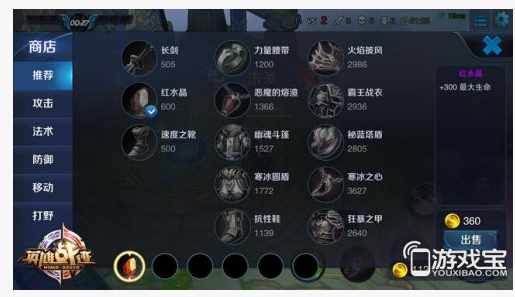 00:27
0 VS 2
商店
推荐
攻击
法术
防御
移动
打野
长剑
505
力量腰带
1200
火焰披风
2986
红水晶
600
恶魔的熔渣
1366
霸王战衣
2936
速度之靴
500
幽魂斗篷
1527
秘蓝塔盾
2805
寒冰圆盾
1772
寒冰之心
3627
抗性鞋
1139
狂暴之甲
2640
红水晶
+300 最大生命
360
出售
英雄战迹
游戏宝
YOUXIBAO.COM